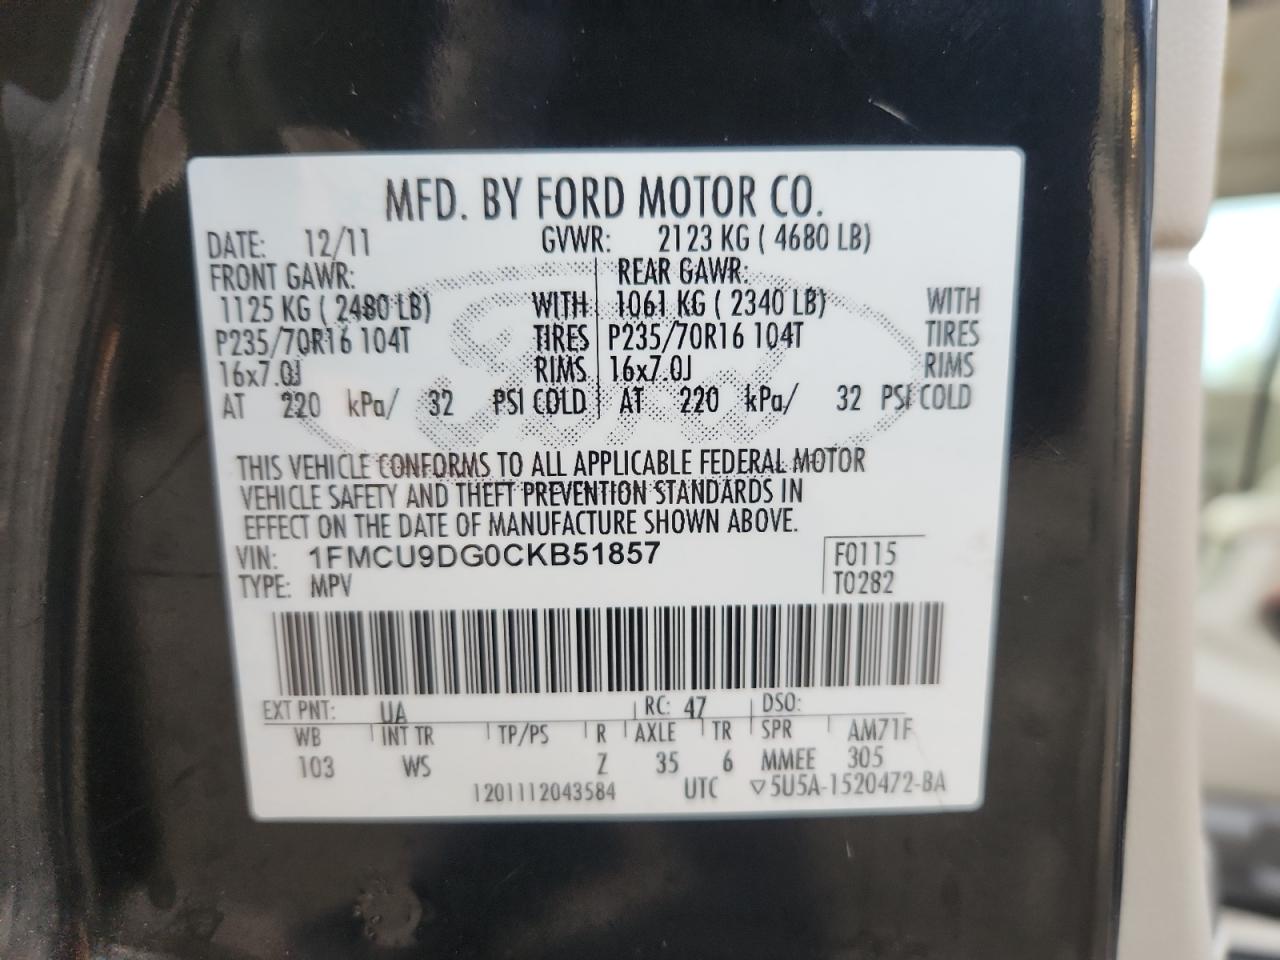 MFD. BY FORD MOTOR CO.
DATE: 12/11 GVWR: 2123 KG ( 4680 LB)
FRONT GAWR: REAR GAWR:
1125 KG ( 2480 LB) WITH 1061 KG ( 2340 LB) WITH
P235/70R16 104T TIRES P235/70R16 104T TIRES
16x7.0J RIMS 16x7.0J RIMS
AT 220 kPa/ 32 PSI COLD AT 220 kPa/ 32 PSI COLD
THIS VEHICLE CONFORMS TO ALL APPLICABLE FEDERAL MOTOR
VEHICLE SAFETY AND THEFT PREVENTION STANDARDS IN
EFFECT ON THE DATE OF MANUFACTURE SHOWN ABOVE.
VIN: 1FMCU9DG0CKB51857 F0115
TYPE: MPV T0282
EXT PNT: UA RC: 47 DSO:
WB INT TR TP/PS R AXLE TR SPR AM71F
103 WS Z 35 6 MMEE 305
1201112043584 UTC ▽5U5A-1520472-BA